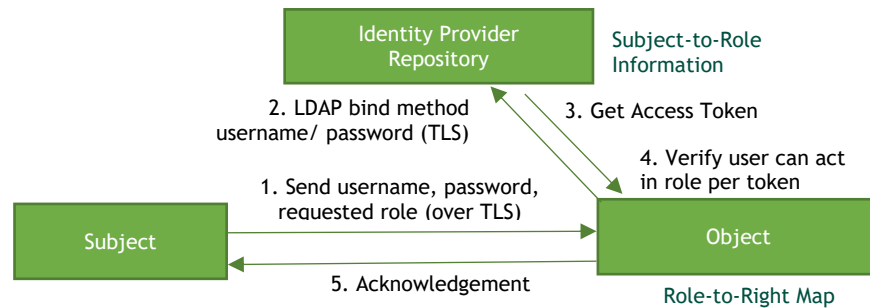 Identity Provider
Repository
Subject-to-Role
Information
2. LDAP bind method
username/ password (TLS)
3. Get Access Token
4. Verify user can act
in role per token
1. Send username, password,
requested role (over TLS)
Subject
Object
5. Acknowledgement
Role-to-Right Map